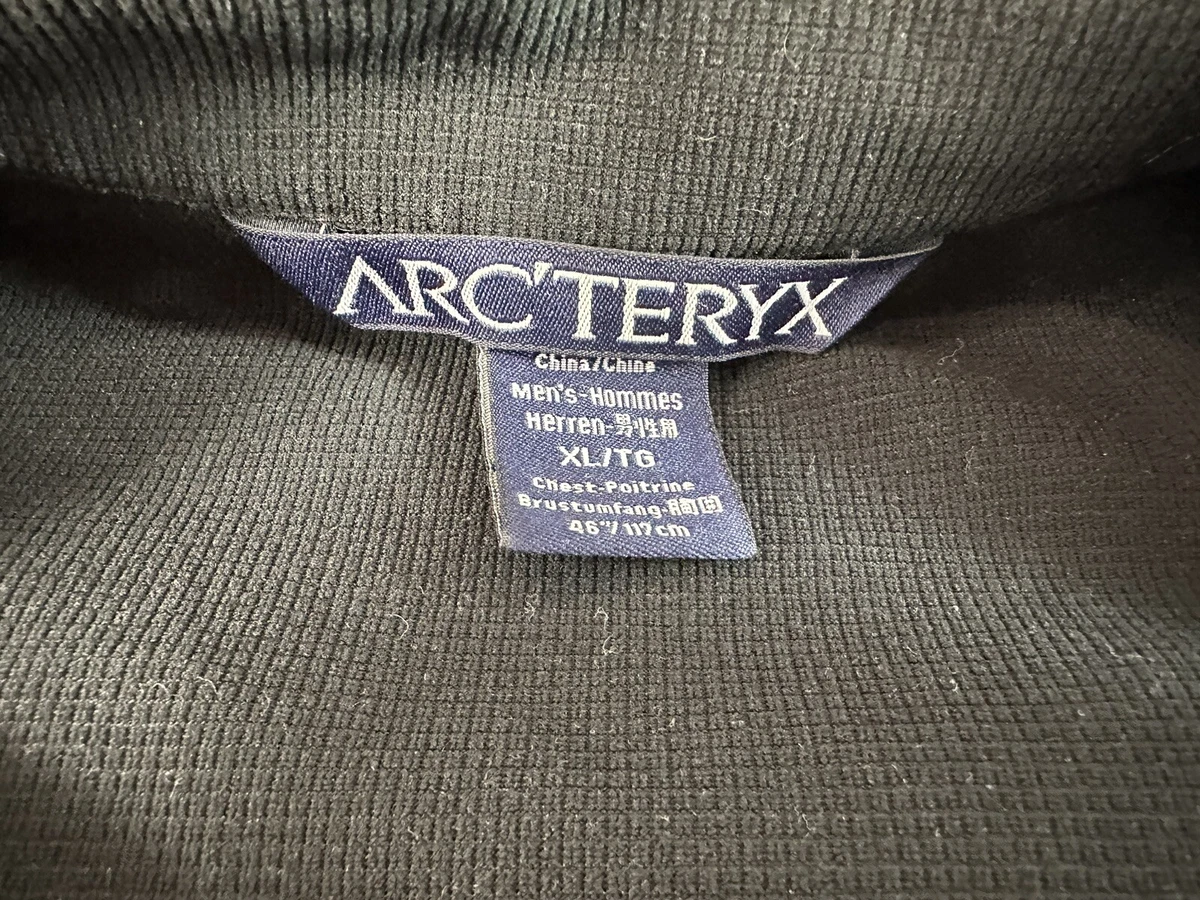 ARC'TERYX
China/Chine
Men's-Hommes
Herren-男性用
XL/TG
Chest-Poitrine
Brustumfang-胸囲
46"/117cm